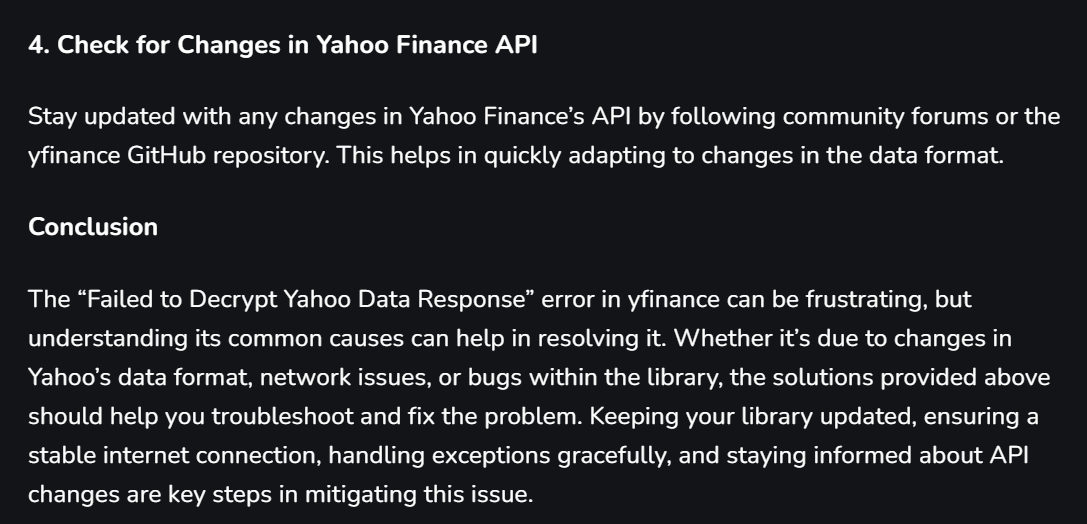 4. Check for Changes in Yahoo Finance API
Stay updated with any changes in Yahoo Finance’s API by following community forums or the
yfinance GitHub repository. This helps in quickly adapting to changes in the data format.
Conclusion
The “Failed to Decrypt Yahoo Data Response” error in yfinance can be frustrating, but
understanding its common causes can help in resolving it. Whether it’s due to changes in
Yahoo’s data format, network issues, or bugs within the library, the solutions provided above
should help you troubleshoot and fix the problem. Keeping your library updated, ensuring a
stable internet connection, handling exceptions gracefully, and staying informed about API
changes are key steps in mitigating this issue.